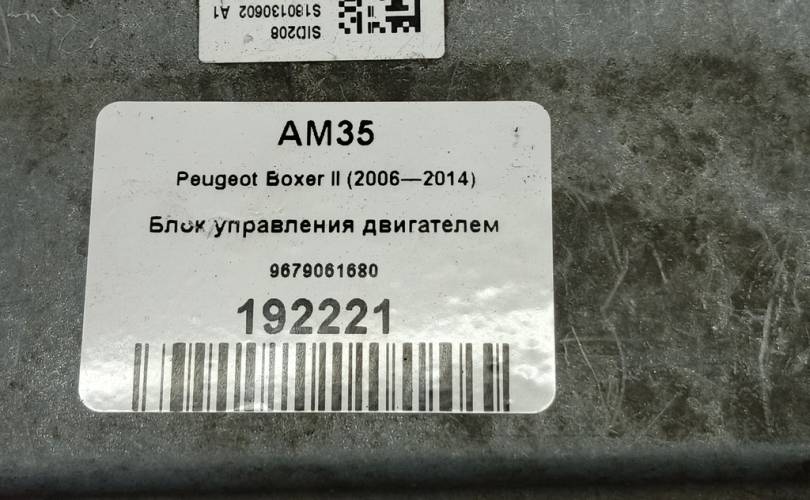 SID208
S180130602 A1
AM35
Peugeot Boxer II (2006—2014)
Блок управления двигателем
9679061680
192221